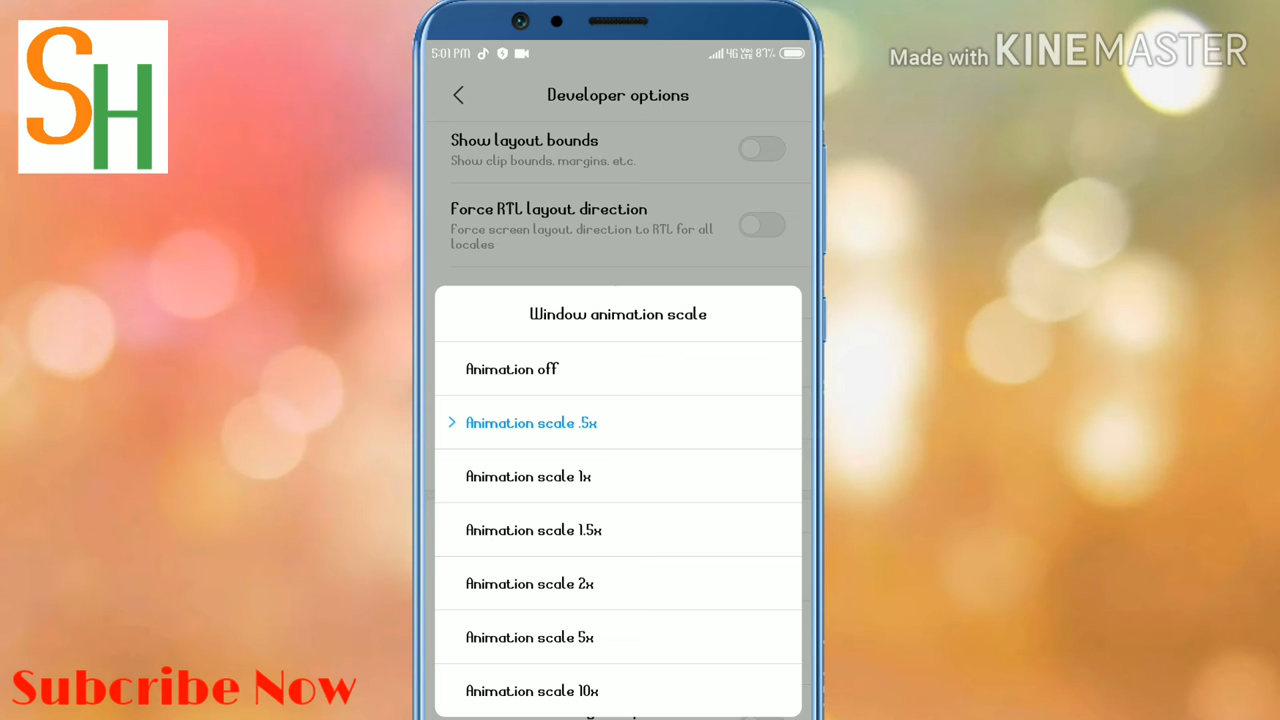 SH
Made with KINEMASTER
5:01 PM
4G VoLTE 87%
Developer options
Show layout bounds
Show clip bounds, margins, etc.
Force RTL layout direction
Force screen layout direction to RTL for all
locales
Window animation scale
Animation off
Animation scale .5x
Animation scale 1x
Animation scale 1.5x
Animation scale 2x
Animation scale 5x
Animation scale 10x
Subcribe Now